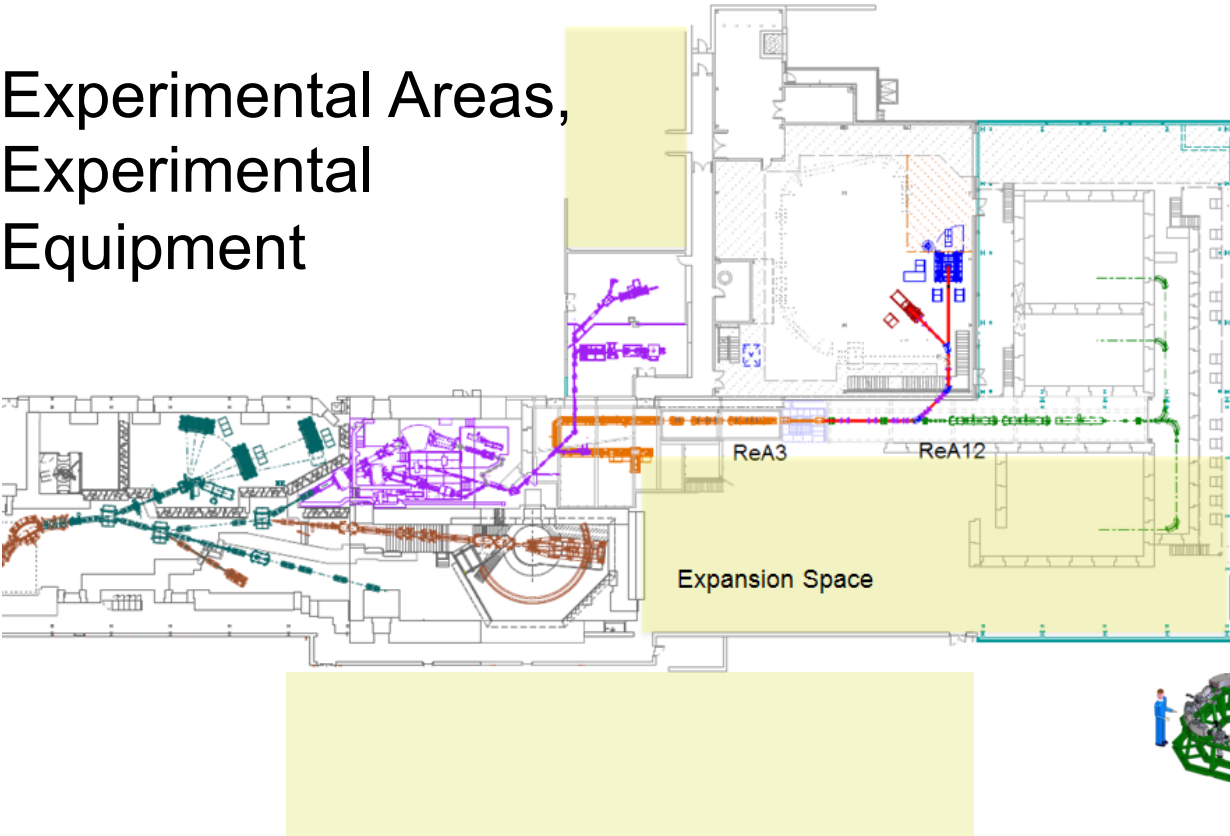 Experimental Areas,
Experimental
Equipment
ReA3
ReA12
Expansion Space